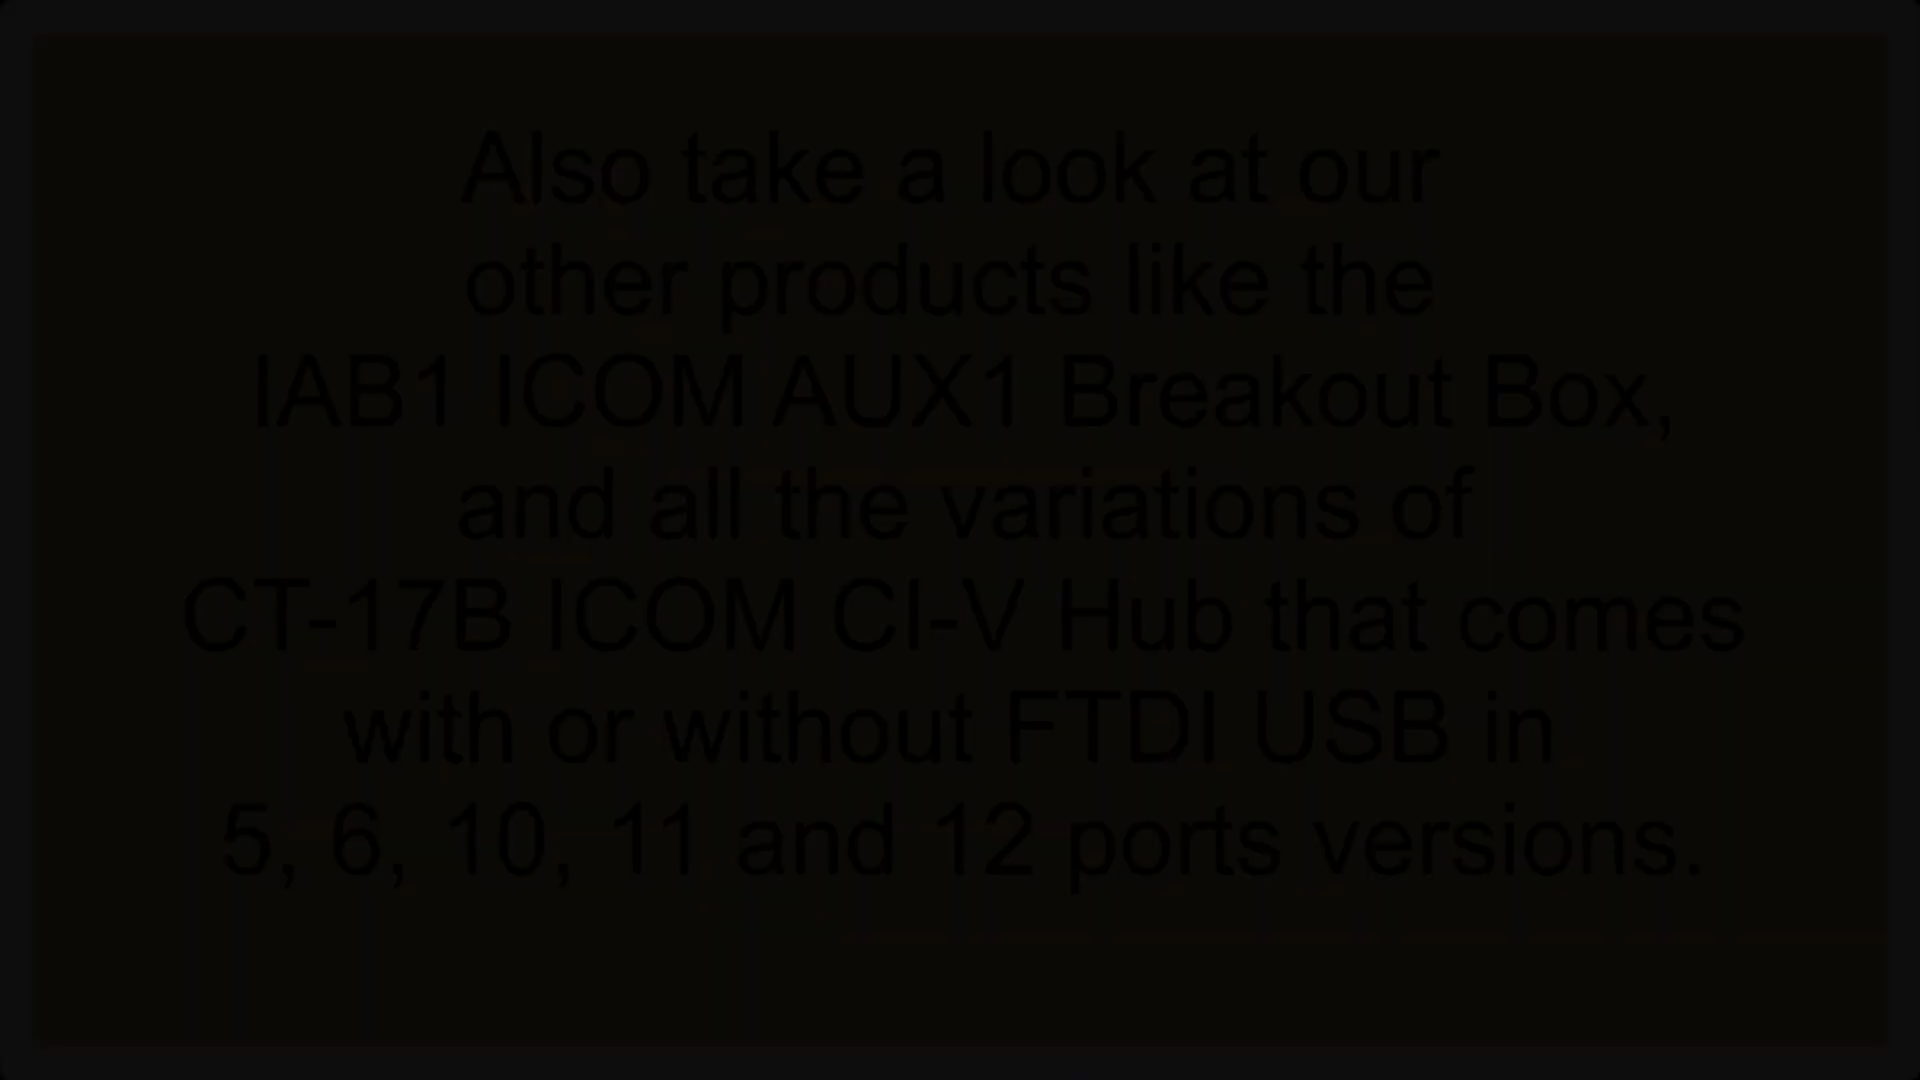 Also take a look at our
other products like the
IAB1 ICOM AUX1 Breakout Box,
and all the variations of
CT-17B ICOM CI-V Hub that comes
with or without FTDI USB in
5, 6, 10, 11 and 12 ports versions.